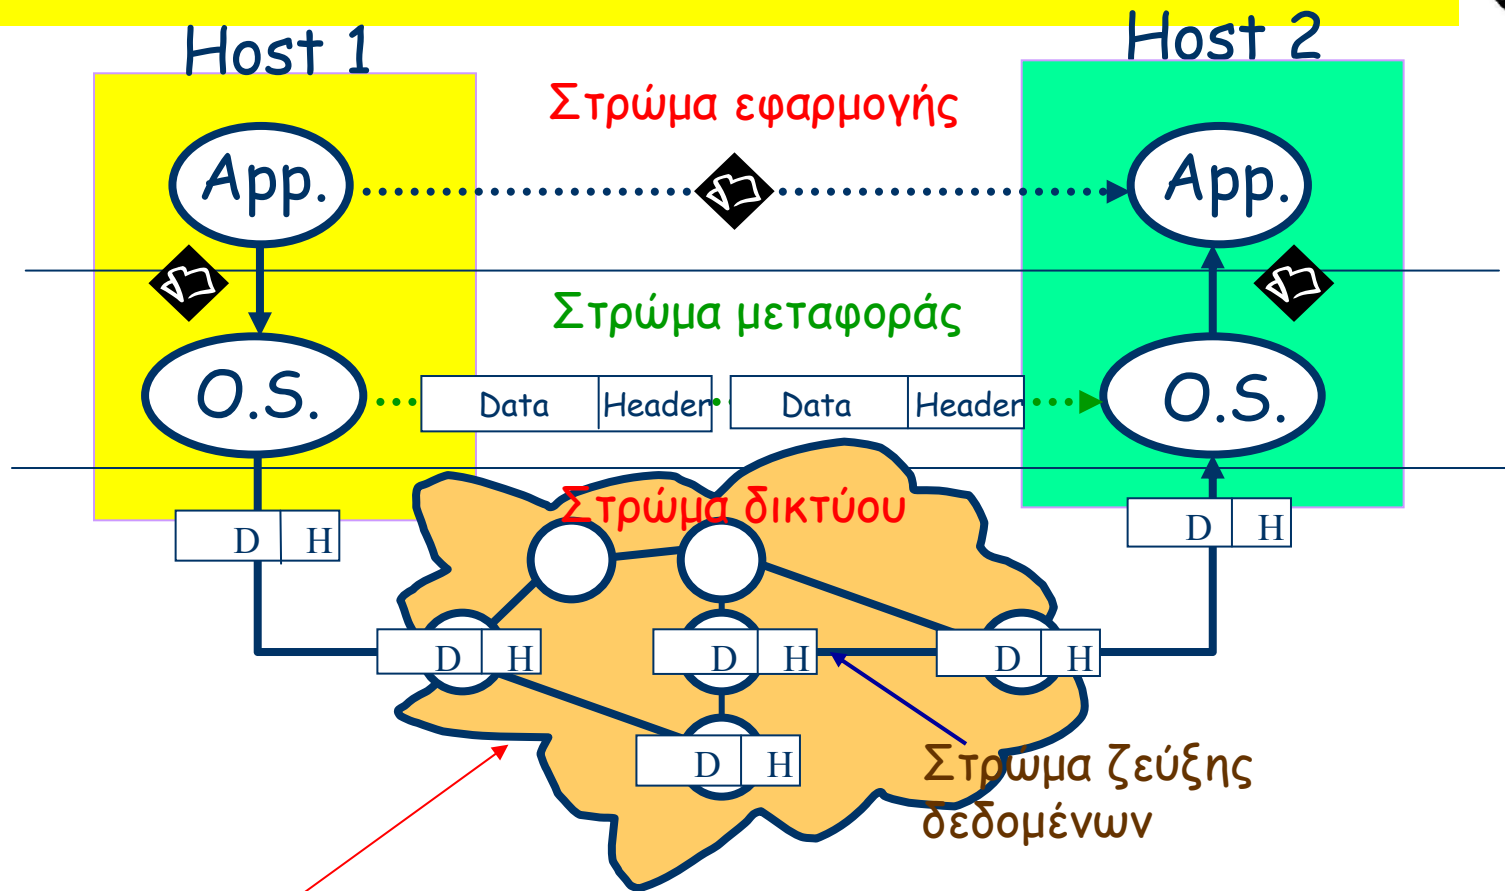 Host 1
Host 2
Στρώμα εφαρμογής
App.
App.
Στρώμα μεταφοράς
O.S.
Data Header
Data Header
O.S.
Στρώμα δικτύου
D H
D H
D H
D H
D H
D H
Στρώμα ζεύξης
δεδομένων